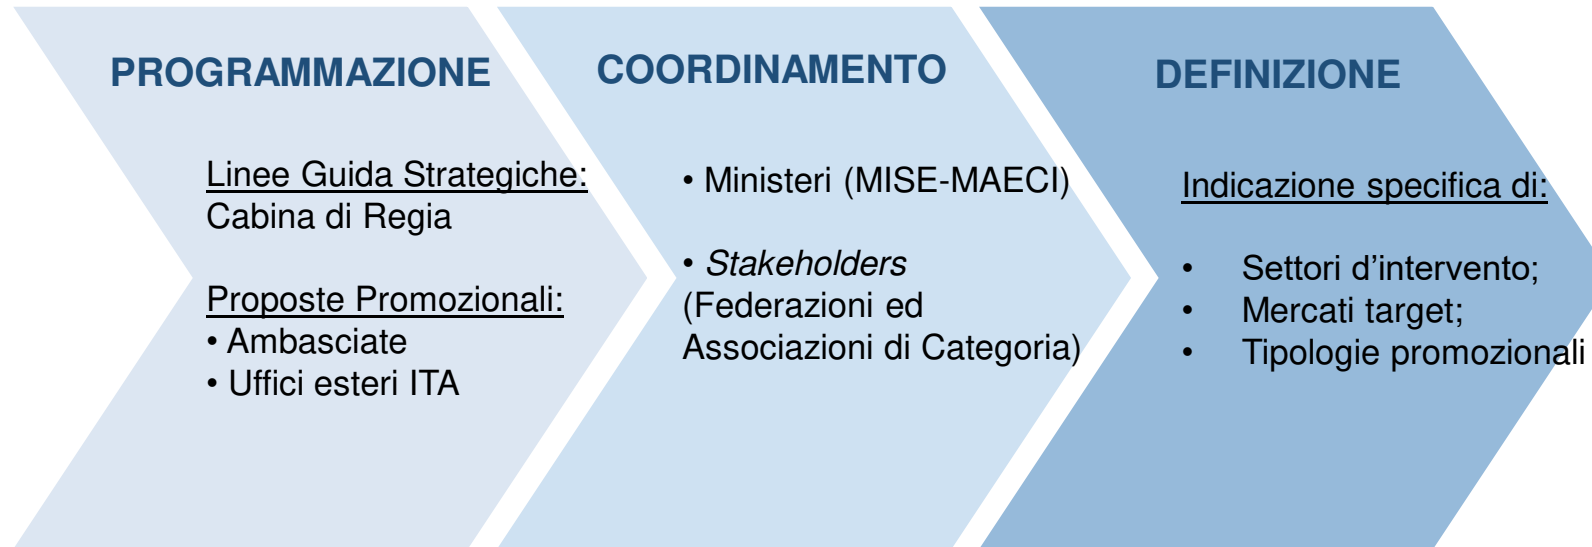 PROGRAMMAZIONE
Linee Guida Strategiche:
Cabina di Regia
Proposte Promozionali:
• Ambasciate
• Uffici esteri ITA
COORDINAMENTO
• Ministeri (MISE-MAECI)
• Stakeholders
(Federazioni ed
Associazioni di Categoria)
DEFINIZIONE
Indicazione specifica di:
• Settori d’intervento;
• Mercati target;
• Tipologie promozionali